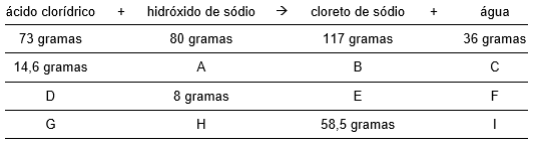 ácido clorídrico + hidróxido de sódio → cloreto de sódio + água
73 gramas 80 gramas 117 gramas 36 gramas
14,6 gramas A B C
D 8 gramas E F
G H 58,5 gramas I